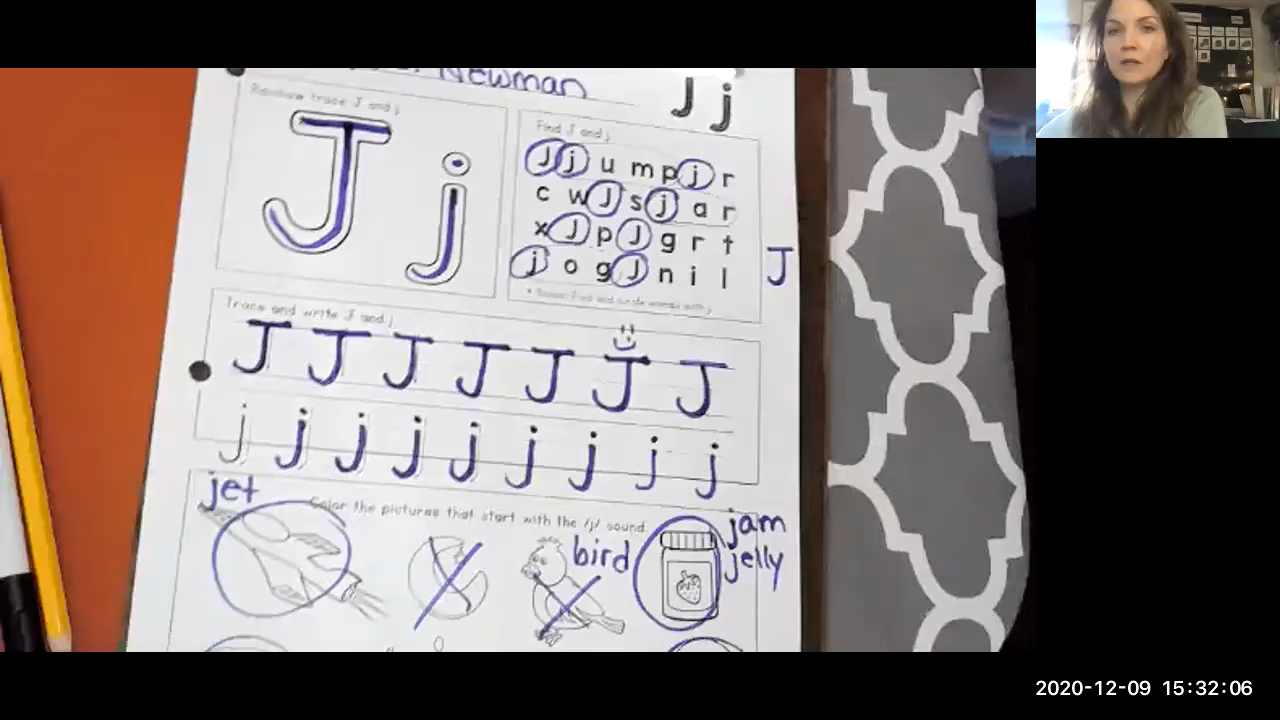 Newman
J j
Rainbow trace J and j
J j
Find J and j
J j u m p j r
c w J s j a r
x J p J g r t
j o g J n i l
J
Trace and write J and j
J J J J J J J
j j j j j j j j j
jet
Color the pictures that start with the /j/ sound
bird
jam
jelly
2020-12-09 15:32:06